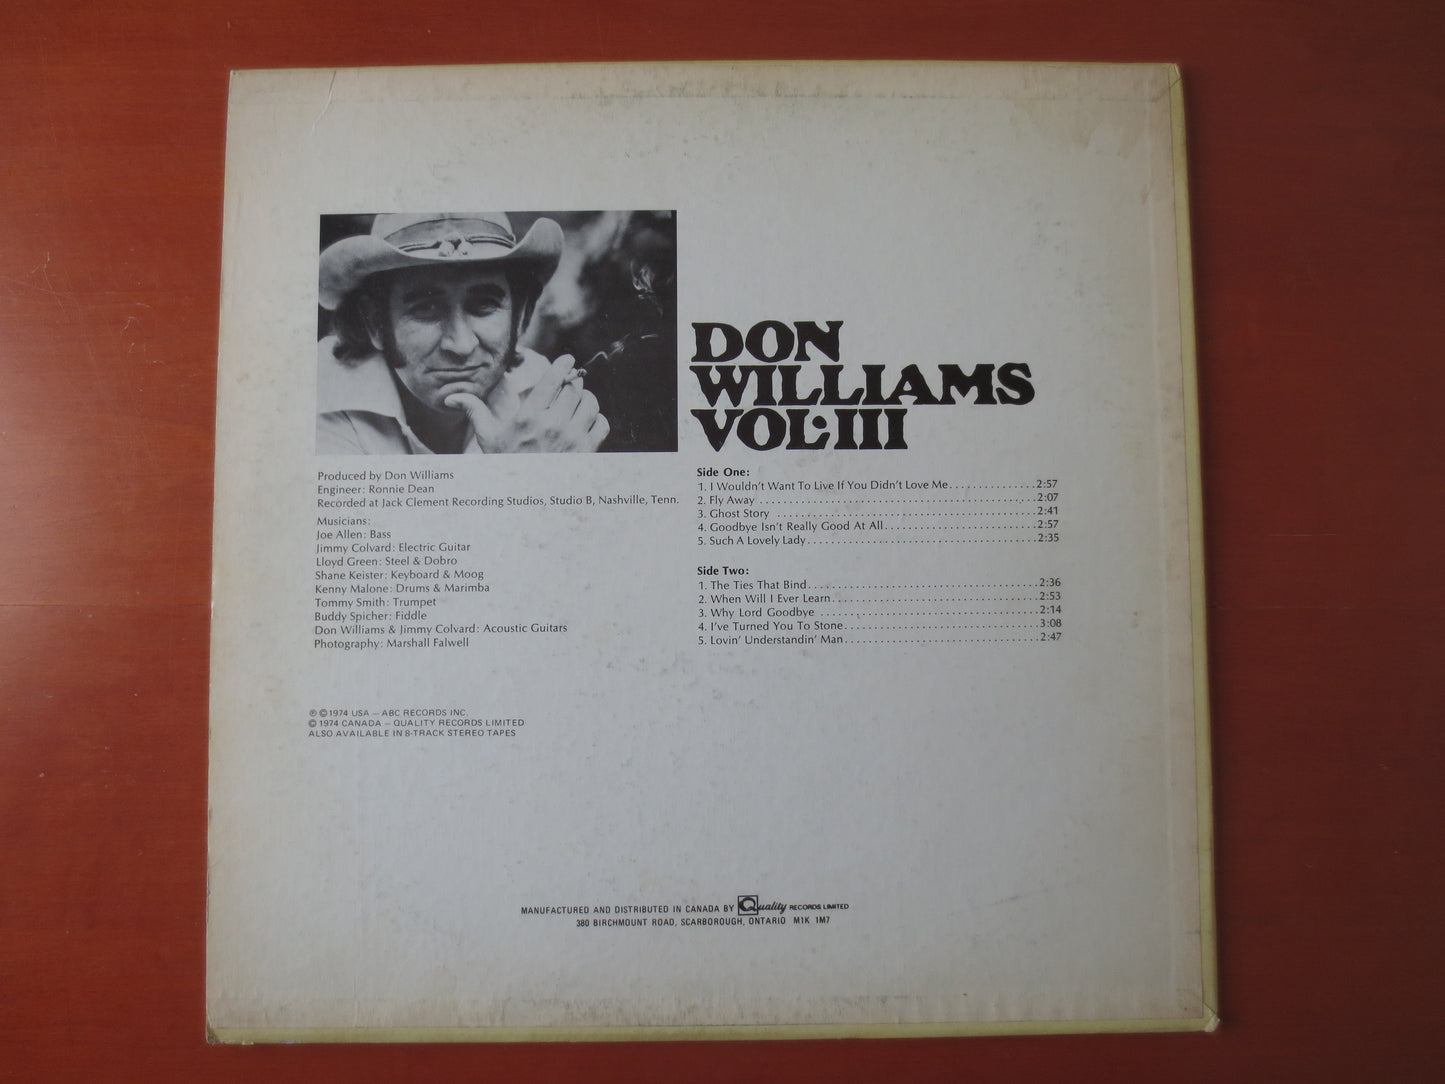 DON
WILLIAMS
VOL:III
Produced by Don Williams
Engineer: Ronnie Dean
Recorded at Jack Clement Recording Studios, Studio B, Nashville, Tenn.
Musicians:
Joe Allen: Bass
Jimmy Colvard: Electric Guitar
Lloyd Green: Steel & Dobro
Shane Keister: Keyboard & Moog
Kenny Malone: Drums & Marimba
Tommy Smith: Trumpet
Buddy Spicher: Fiddle
Don Williams & Jimmy Colvard: Acoustic Guitars
Photography: Marshall Falwell
Side One:
1. I Wouldn't Want To Live If You Didn't Love Me.............2:57
2. Fly Away ..........................................2:07
3. Ghost Story .......................................2:41
4. Goodbye Isn't Really Good At All.......................2:57
5. Such A Lovely Lady...................................2:35
Side Two:
1. The Ties That Bind...................................2:36
2. When Will I Ever Learn...............................2:53
3. Why Lord Goodbye .................................2:14
4. I've Turned You To Stone.............................3:08
5. Lovin' Understandin' Man.............................2:47
℗ © 1974 USA – ABC RECORDS INC.
© 1974 CANADA – QUALITY RECORDS LIMITED
ALSO AVAILABLE IN 8-TRACK STEREO TAPES
MANUFACTURED AND DISTRIBUTED IN CANADA BY Quality RECORDS LIMITED
380 BIRCHMOUNT ROAD, SCARBOROUGH, ONTARIO M1K 1M7